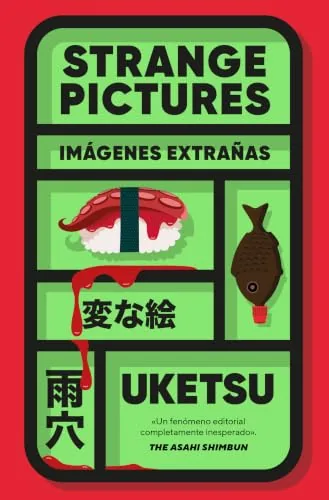 STRANGE
PICTURES
IMÁGENES EXTRAÑAS
変な絵
雨穴
UKETSU
«Un fenómeno editorial
completamente inesperado».
THE ASAHI SHIMBUN